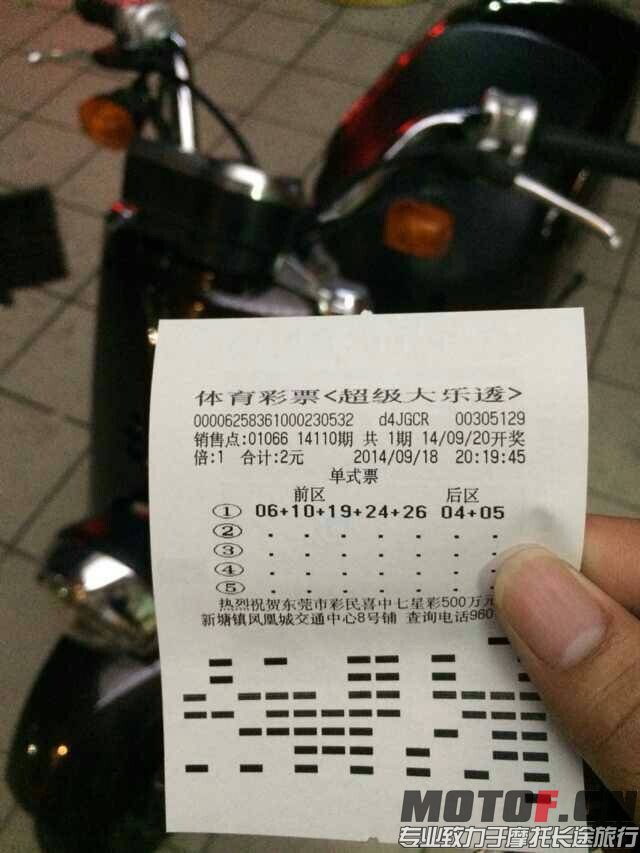 体育彩票<超级大乐透>
00006258361000230532 d4JGCR 00305129
销售点:01066 14110期 共1期 14/09/20开奖
倍:1 合计:2元 2014/09/18 20:19:45
单式票
前区 后区
① 06+10+19+24+26 04+05
② . . . . . . .
③ . . . . . . .
④ . . . . . . .
⑤ . . . . . . .
热烈祝贺东莞市彩民喜中七星彩500万元
新塘镇凤凰城交通中心8号铺 查询电话960
MOTOF.CN
专业致力于摩托长途旅行